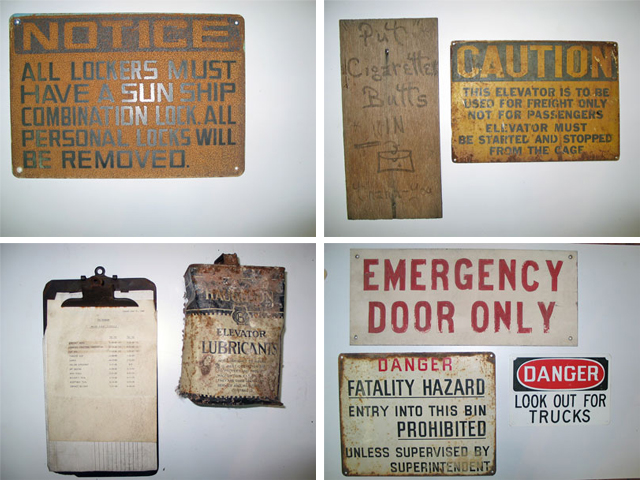 NOTICE
ALL LOCKERS MUST
HAVE A SUN SHIP
COMBINATION LOCK. ALL
PERSONAL LOCKS WILL
BE REMOVED.
Put
Cigarette
Butts
IN
CAUTION
THIS ELEVATOR IS TO BE
USED FOR FREIGHT ONLY
NOT FOR PASSENGERS
ELEVATOR MUST
BE STARTED AND STOPPED
FROM THE CAGE
ELEVATOR
LUBRICANTS
EMERGENCY
DOOR ONLY
DANGER
FATALITY HAZARD
ENTRY INTO THIS BIN
PROHIBITED
UNLESS SUPERVISED BY
SUPERINTENDENT
DANGER
LOOK OUT FOR
TRUCKS